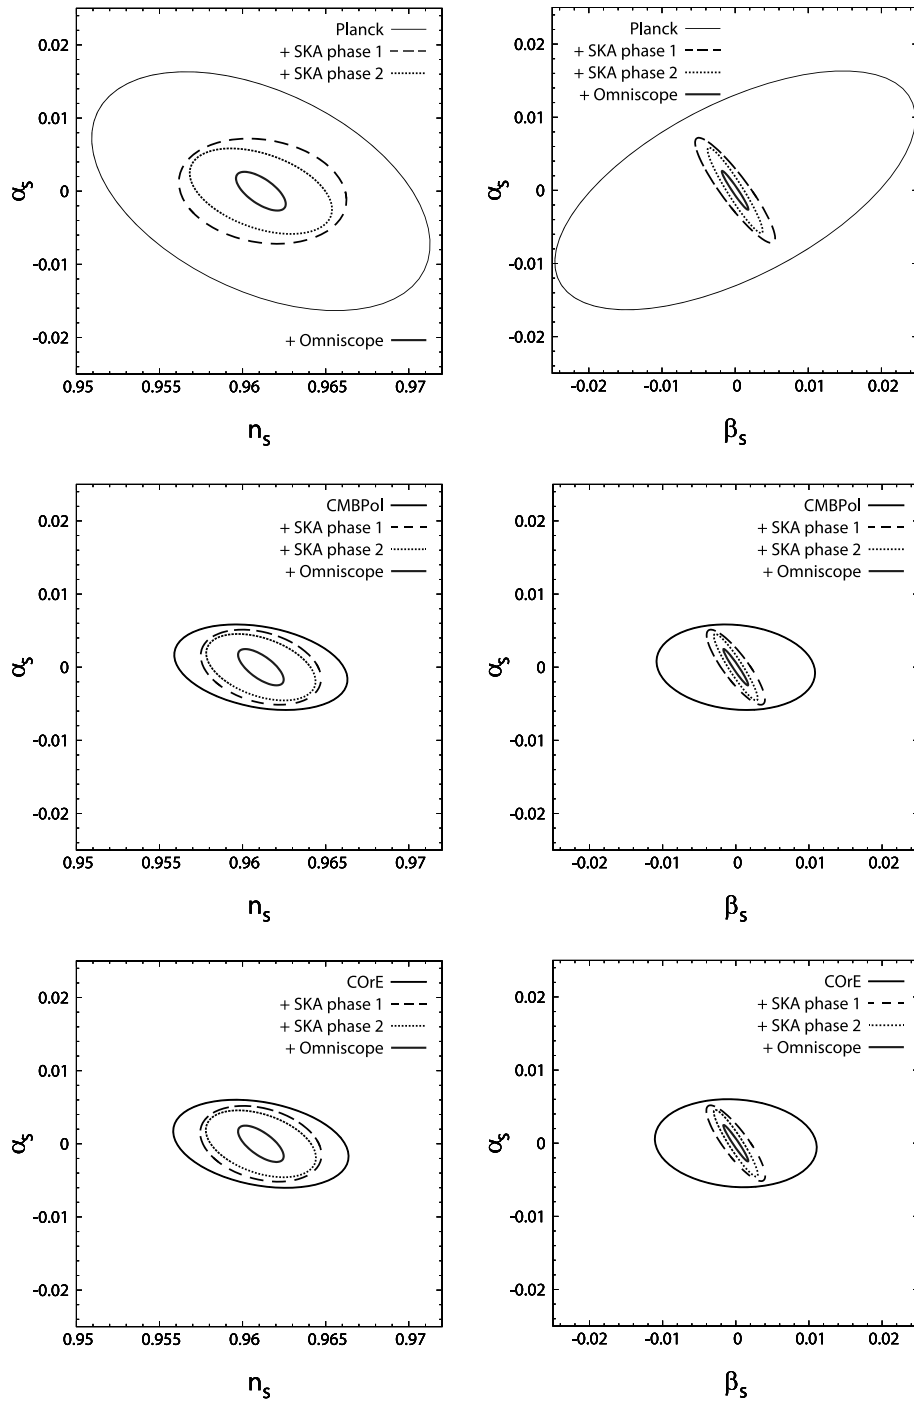 Planck
+ SKA phase 1
+ SKA phase 2
+ Omniscope
0.02
0.01
0
-0.01
-0.02
α_s
0.95 0.955 0.96 0.965 0.97
n_s
Planck
+ SKA phase 1
+ SKA phase 2
+ Omniscope
0.02
0.01
0
-0.01
-0.02
α_s
-0.02 -0.01 0 0.01 0.02
β_s
CMBPol
+ SKA phase 1
+ SKA phase 2
+ Omniscope
0.02
0.01
0
-0.01
-0.02
α_s
0.95 0.955 0.96 0.965 0.97
n_s
CMBPol
+ SKA phase 1
+ SKA phase 2
+ Omniscope
0.02
0.01
0
-0.01
-0.02
α_s
-0.02 -0.01 0 0.01 0.02
β_s
COrE
+ SKA phase 1
+ SKA phase 2
+ Omniscope
0.02
0.01
0
-0.01
-0.02
α_s
0.95 0.955 0.96 0.965 0.97
n_s
COrE
+ SKA phase 1
+ SKA phase 2
+ Omniscope
0.02
0.01
0
-0.01
-0.02
α_s
-0.02 -0.01 0 0.01 0.02
β_s